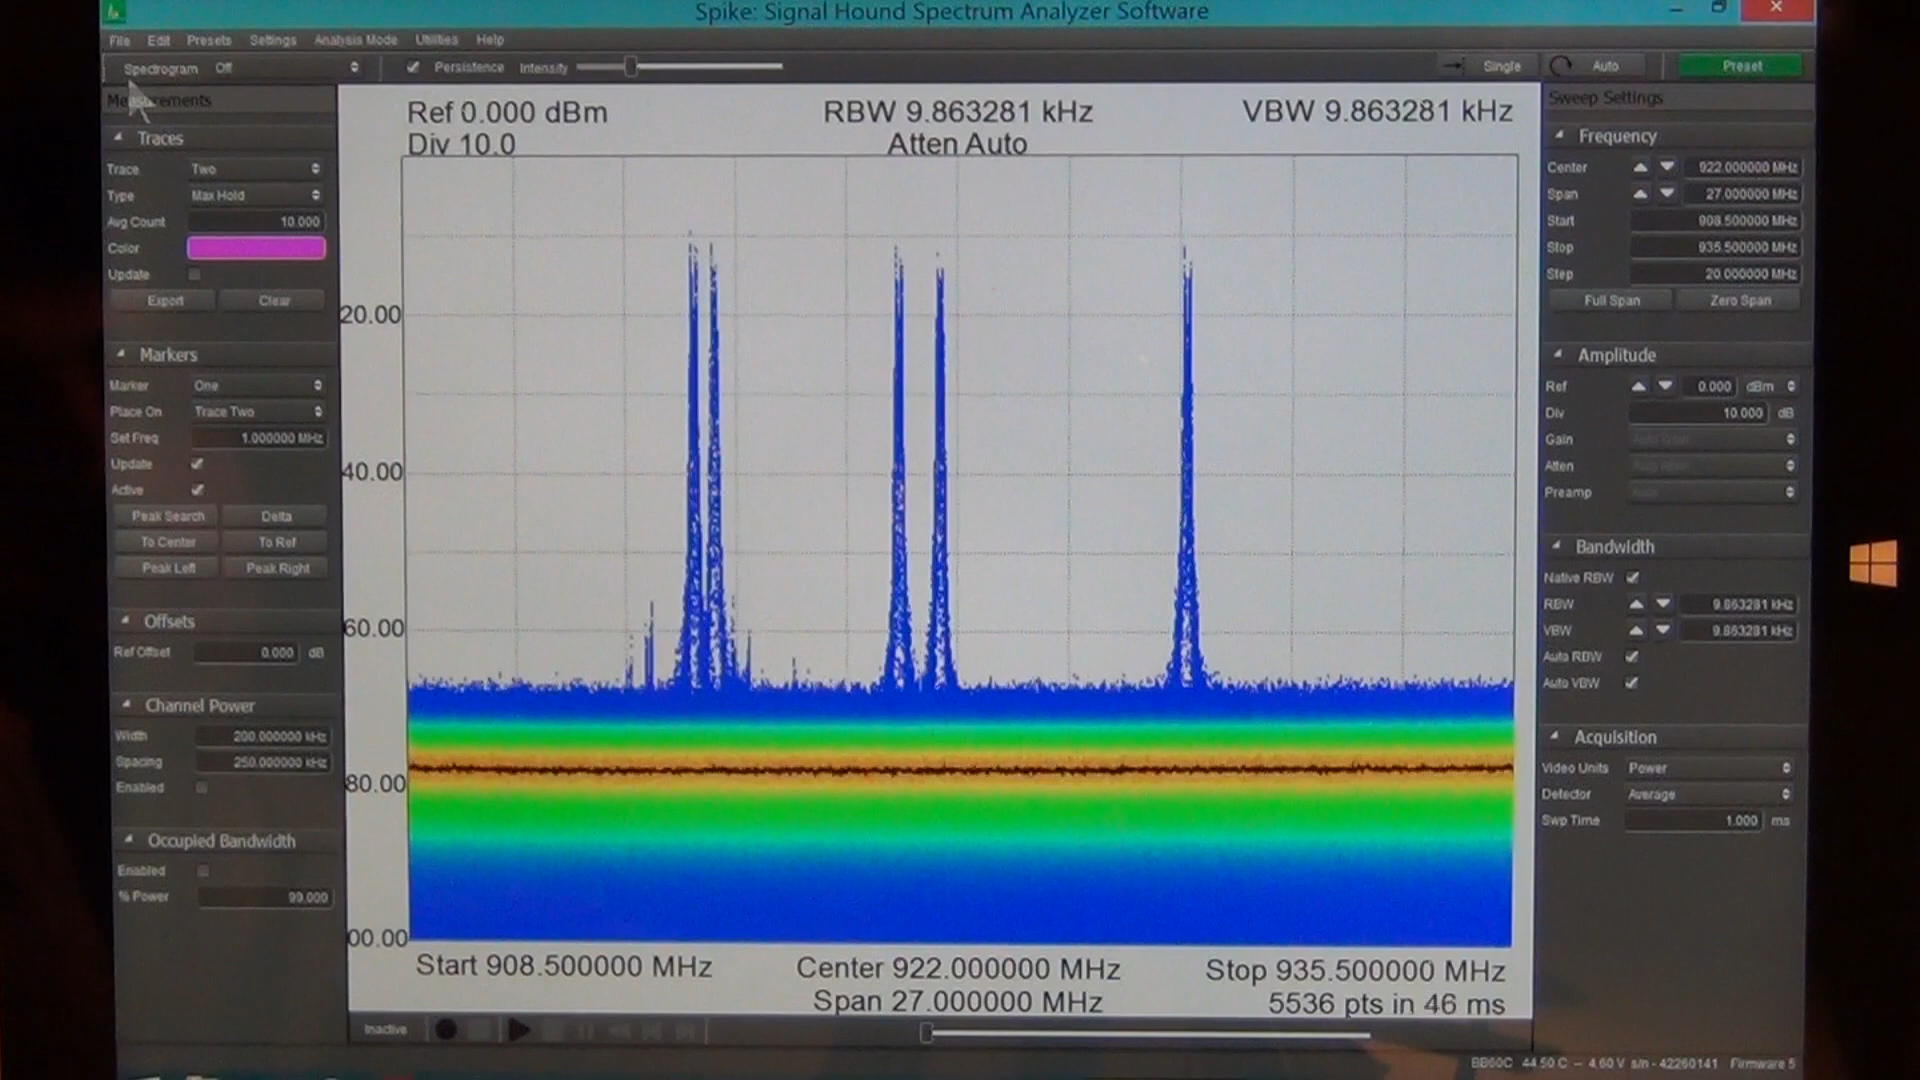 Spike: Signal Hound Spectrum Analyzer Software
File Edit Presets Settings Analysis Mode Utilities Help
Spectrogram Off Persistence Intensity Single Auto Preset
Measurements
Traces
Trace Two
Type Max Hold
Avg Count 10.000
Color
Update
Export Clear
Markers
Marker One
Place On Trace Two
Set Freq 1.000000 MHz
Update
Active
Peak Search Delta
To Center To Ref
Peak Left Peak Right
Offsets
Ref Offset 0.000 dB
Channel Power
Width 200.000000 kHz
Spacing 250.000000 kHz
Enabled
Occupied Bandwidth
Enabled
% Power 99.000
Ref 0.000 dBm RBW 9.863281 kHz VBW 9.863281 kHz
Div 10.0 Atten Auto
20.00
40.00
60.00
80.00
00.00
Start 908.500000 MHz Center 922.000000 MHz Stop 935.500000 MHz
Span 27.000000 MHz 5536 pts in 46 ms
Inactive
Sweep Settings
Frequency
Center 922.000000 MHz
Span 27.000000 MHz
Start 908.500000 MHz
Stop 935.500000 MHz
Step 20.000000 MHz
Full Span Zero Span
Amplitude
Ref 0.000 dBm
Div 10.000 dB
Gain
Atten
Preamp
Bandwidth
Native RBW
RBW 9.863281 kHz
VBW 9.863281 kHz
Auto RBW
Auto VBW
Acquisition
Video Units Power
Detector Average
Swp Time 1.000 ms
BB60C 44.50 C -- 4.60 V s/n - 42260141 Firmware 5